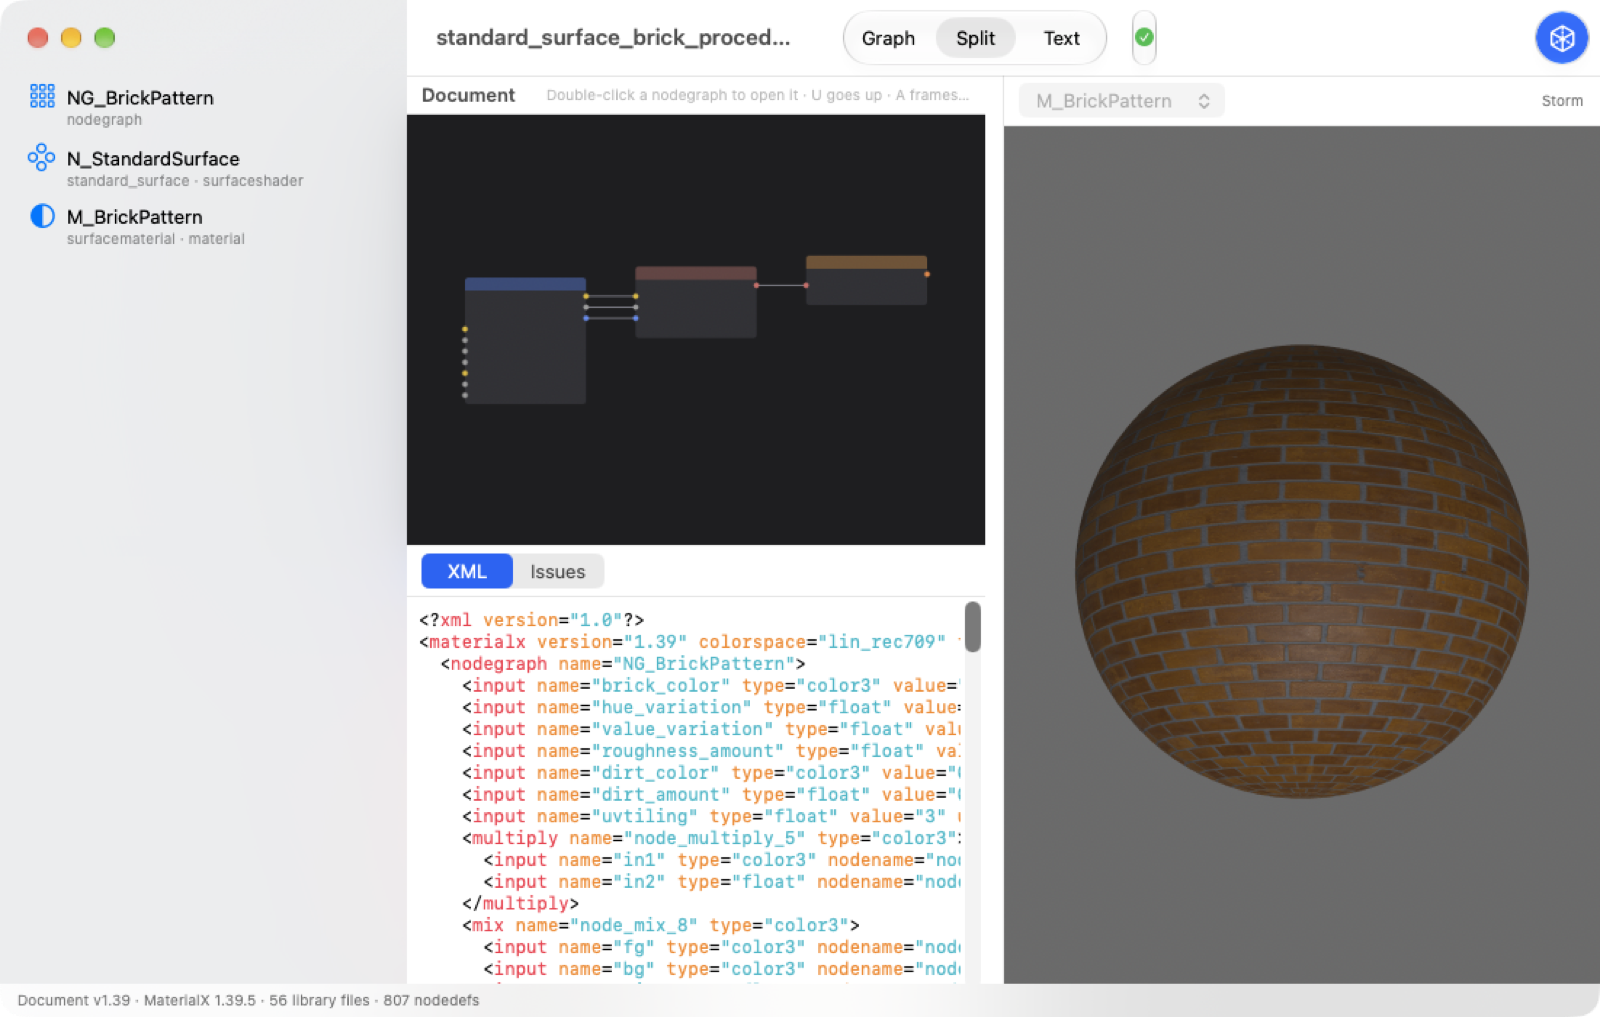 standard_surface_brick_proced...
Graph
Split
Text
NG_BrickPattern
nodegraph
N_StandardSurface
standard_surface · surfaceshader
M_BrickPattern
surfacematerial · material
Document
Double-click a nodegraph to open it · U goes up · A frames...
M_BrickPattern
Storm
XML
Issues
<?xml version="1.0"?>
<materialx version="1.39" colorspace="lin_rec709"
<nodegraph name="NG_BrickPattern">
<input name="brick_color" type="color3" value=
<input name="hue_variation" type="float" value=
<input name="value_variation" type="float" val
<input name="roughness_amount" type="float" va
<input name="dirt_color" type="color3" value="
<input name="dirt_amount" type="float" value="
<input name="uvtiling" type="float" value="3"
<multiply name="node_multiply_5" type="color3"
<input name="in1" type="color3" nodename="no
<input name="in2" type="float" nodename="node
</multiply>
<mix name="node_mix_8" type="color3">
<input name="fg" type="color3" nodename="node
<input name="bg" type="color3" nodename="node
Document v1.39 · MaterialX 1.39.5 · 56 library files · 807 nodedefs